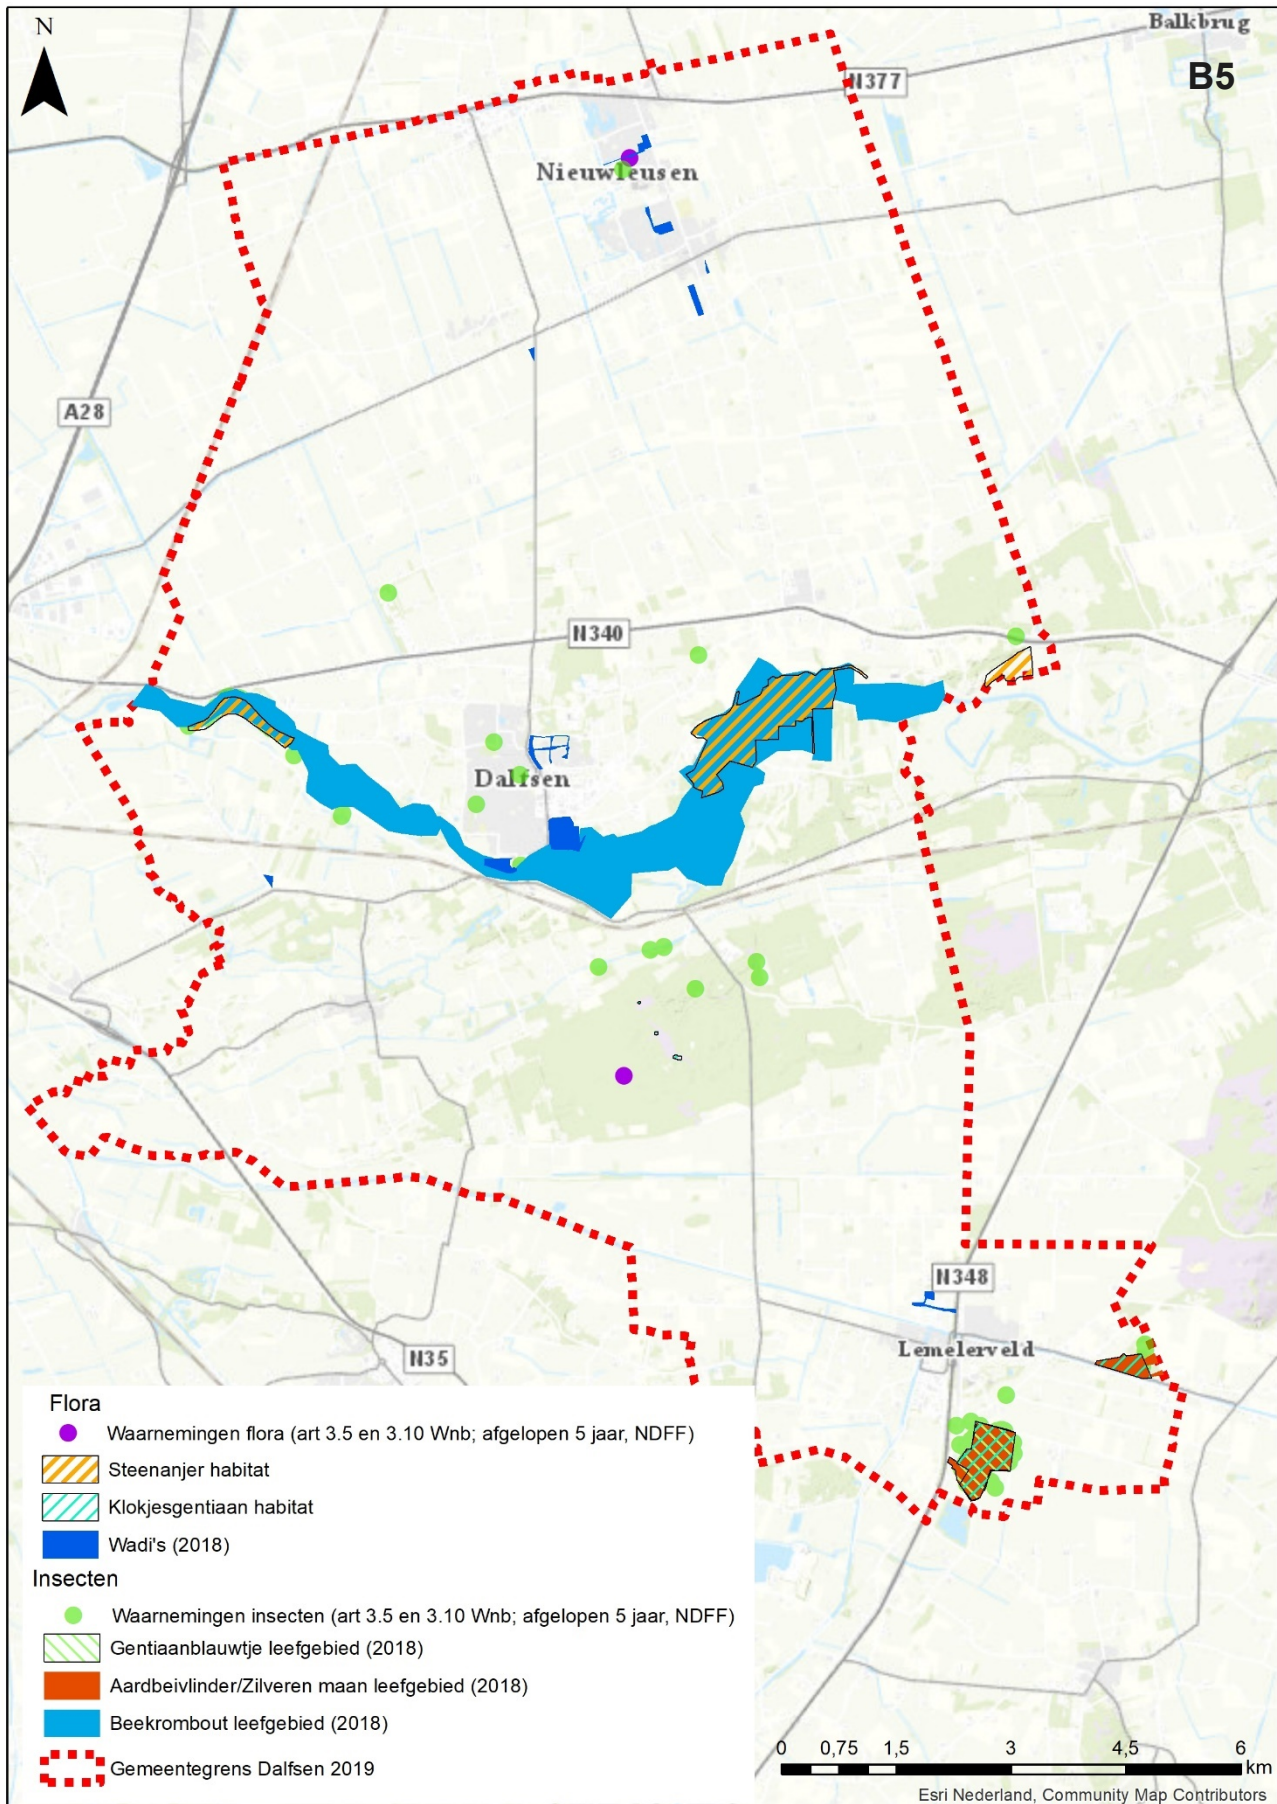 N
Balkbrug
B5
N377
Nieuwleusen
A28
N340
Dalfsen
N348
Lemelerveld
N35
Flora
Waarnemingen flora (art 3.5 en 3.10 Wnb; afgelopen 5 jaar, NDFF)
Steenanjer habitat
Klokjesgentiaan habitat
Wadi's (2018)
Insecten
Waarnemingen insecten (art 3.5 en 3.10 Wnb; afgelopen 5 jaar, NDFF)
Gentiaanblauwtje leefgebied (2018)
Aardbeivlinder/Zilveren maan leefgebied (2018)
Beekrombout leefgebied (2018)
Gemeentegrens Dalfsen 2019
0 0,75 1,5 3 4,5 6
km
Esri Nederland, Community Map Contributors